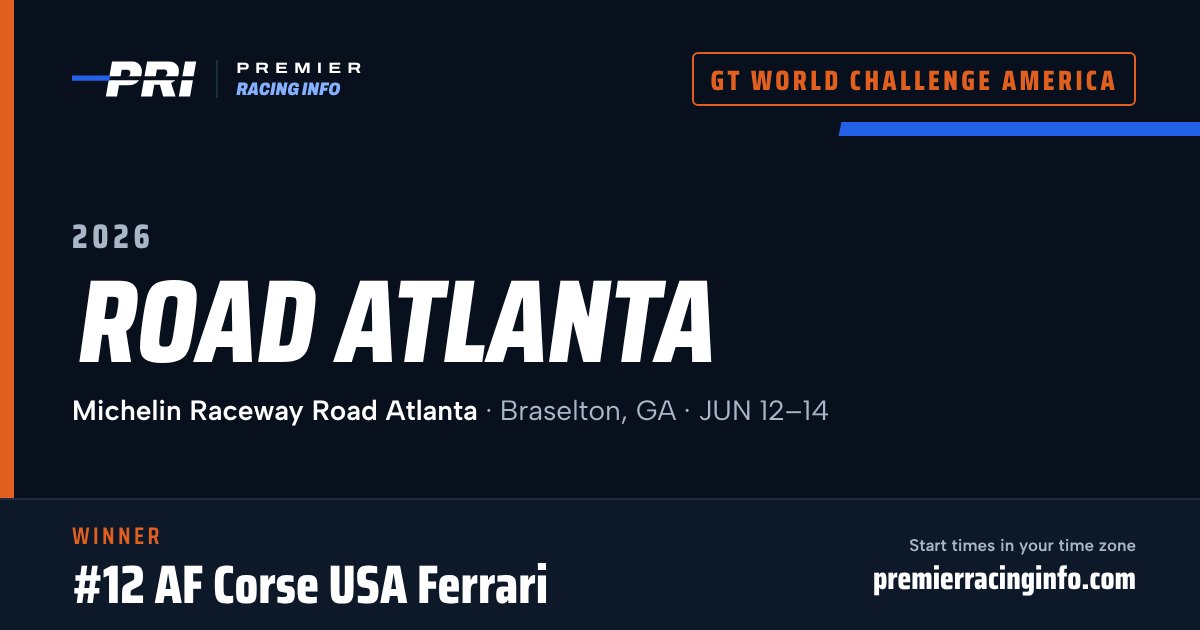 PRI
PREMIER
RACING INFO
GT WORLD CHALLENGE AMERICA
2026
ROAD ATLANTA
Michelin Raceway Road Atlanta · Braselton, GA · JUN 12–14
WINNER
#12 AF Corse USA Ferrari
Start times in your time zone
premierracinginfo.com